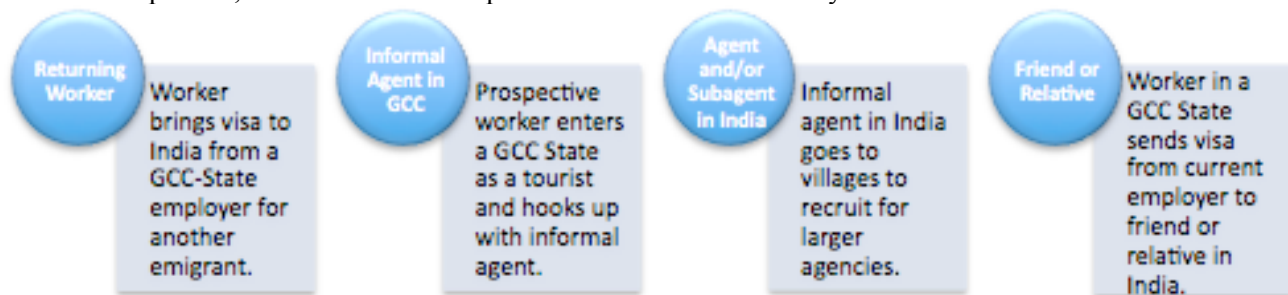 Returning
Worker
Worker
brings visa to
India from a
GCC-State
employer for
another
emigrant.
Informal
Agent in
GCC
Prospective
worker enters
a GCC State
as a tourist
and hooks up
with informal
agent.
Agent
and/or
Subagent
in India
Informal
agent in India
goes to
villages to
recruit for
larger
agencies.
Friend or
Relative
Worker in a
GCC State
sends visa
from current
employer to
friend or
relative in
India.